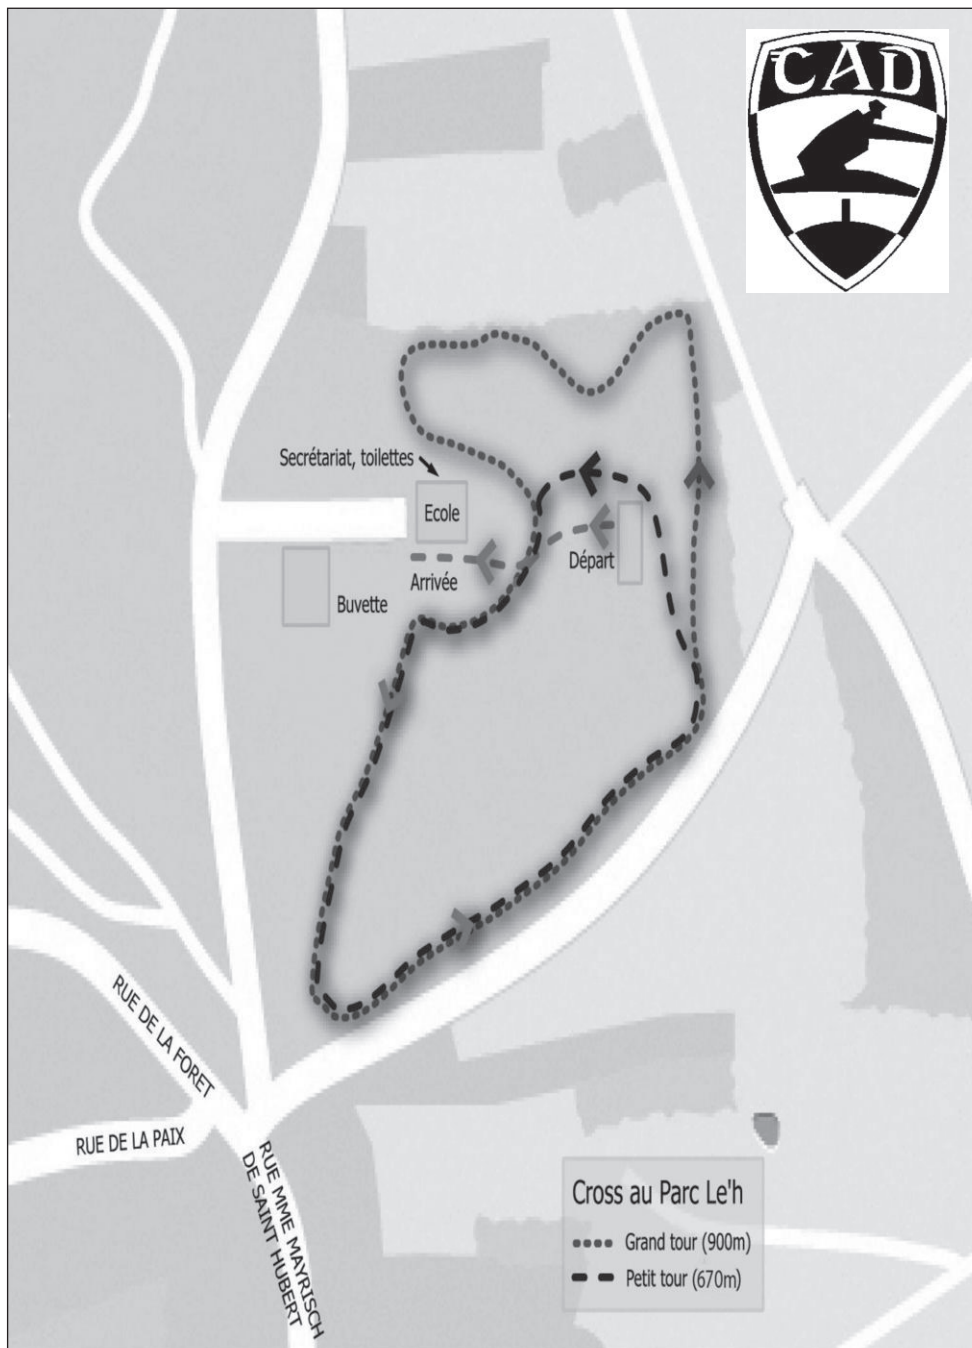 CAD
Secrétariat, toilettes
Ecole
Départ
Arrivée
Buvette
RUE DE LA FORET
RUE DE LA PAIX
RUE MME MAYRISCH
DE SAINT HUBERT
Cross au Parc Le'h
Grand tour (900m)
Petit tour (670m)